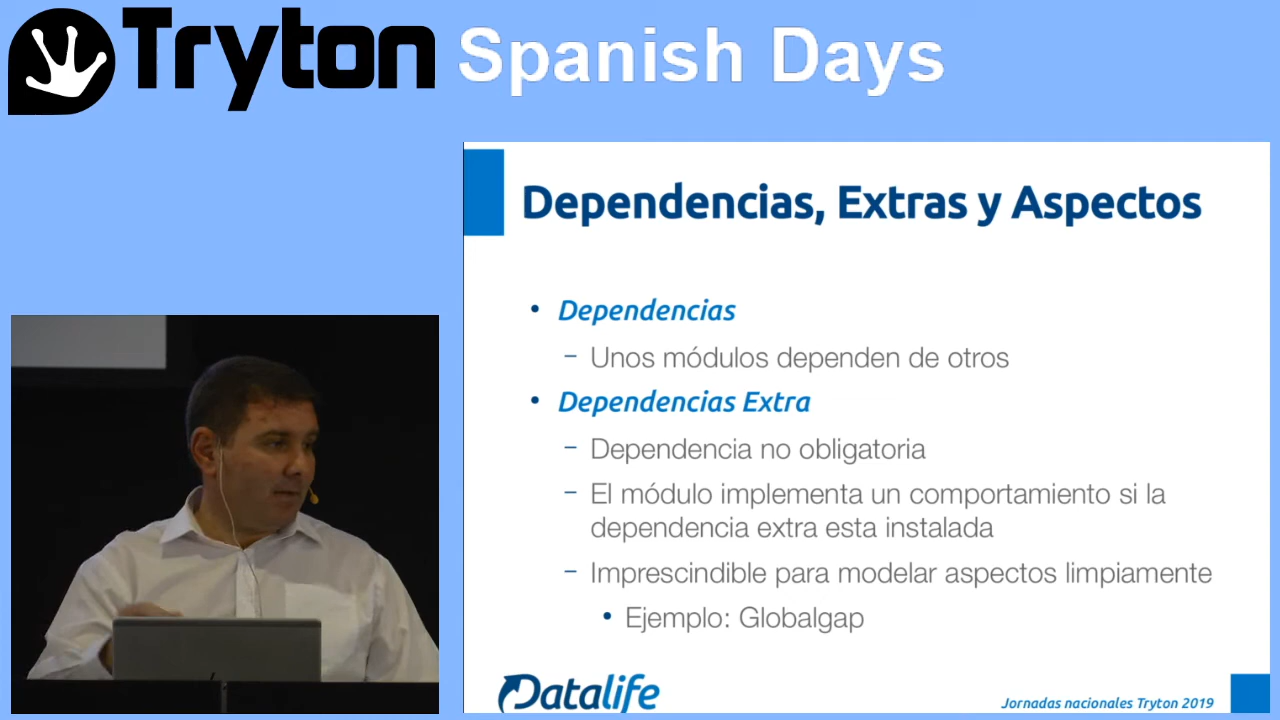 Tryton Spanish Days
Dependencias, Extras y Aspectos
• Dependencias
– Unos módulos dependen de otros
• Dependencias Extra
– Dependencia no obligatoria
– El módulo implementa un comportamiento si la
dependencia extra esta instalada
– Imprescindible para modelar aspectos limpiamente
• Ejemplo: Globalgap
Datalife
Jornadas nacionales Tryton 2019